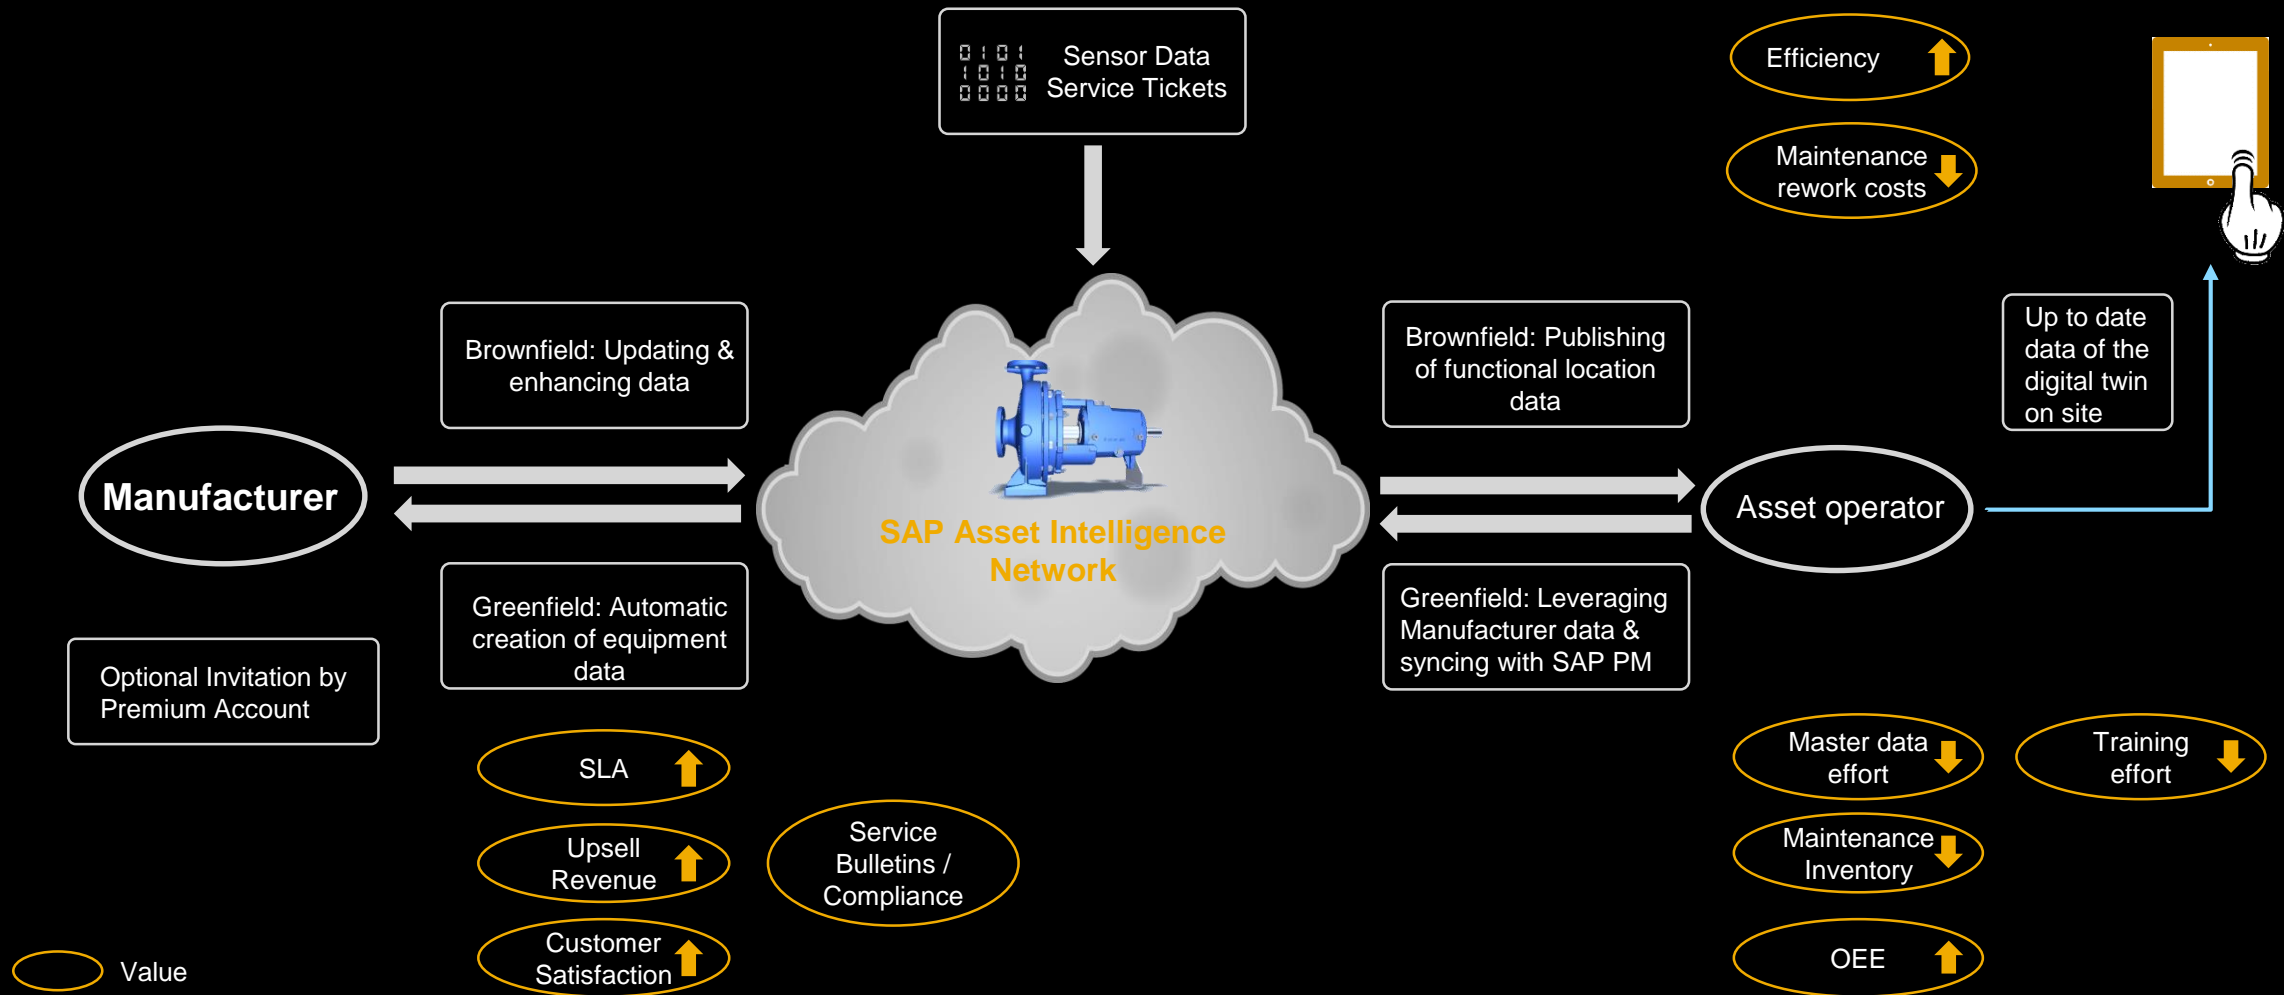 0101
1010
0000
Sensor Data
Service Tickets
Efficiency
Maintenance
rework costs
Brownfield: Updating &
enhancing data
Brownfield: Publishing
of functional location
data
Up to date
data of the
digital twin
on site
Manufacturer
SAP Asset Intelligence
Network
Asset operator
Greenfield: Automatic
creation of equipment
data
Greenfield: Leveraging
Manufacturer data &
syncing with SAP PM
Optional Invitation by
Premium Account
SLA
Upsell
Revenue
Service
Bulletins /
Compliance
Customer
Satisfaction
Master data
effort
Training
effort
Maintenance
Inventory
OEE
Value